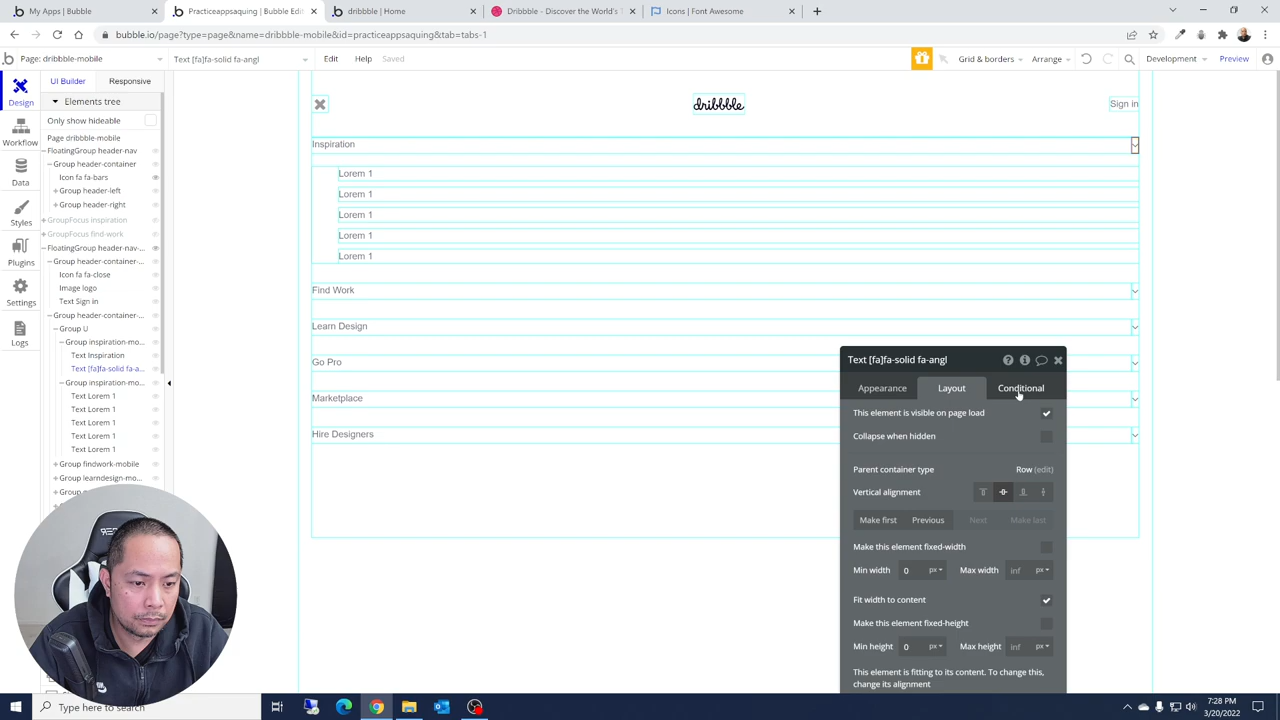 My Apps | Bubble
Practiceappsaquing | Bubble Ed
dribbble-mobile
Dribbble - Discover the World's T
Icons | Font Awesome
bubble.io/page?type=page&name=dribbble-mobile&id=practiceappsaquing&tab=tabs-1
Page: dribbble-mobile
Text [fa]fa-solid fa-angl
Edit
Help
Saved
Grid & borders
Arrange
Development
Preview
Design
Workflow
Data
Styles
Plugins
Settings
Logs
UI Builder
Responsive
Elements tree
Only show hideable
Page dribbble-mobile
FloatingGroup header-nav
Group header-container
Icon fa fa-bars
Group header-left
Group header-right
GroupFocus inspiration
GroupFocus find-work
FloatingGroup header-nav-...
Group header-container-...
Icon fa fa-close
Image logo
Text Sign in
Group header-container-...
Group U
Group inspiration-mo...
Text Inspiration
Text [fa]fa-solid fa-a...
Group inspiration-mo...
Text Lorem 1
Text Lorem 1
Text Lorem 1
Text Lorem 1
Text Lorem 1
Group findwork-mobile
Group learndesign-mo...
dribbble
Sign in
Inspiration
Lorem 1
Lorem 1
Lorem 1
Lorem 1
Lorem 1
Find Work
Learn Design
Go Pro
Marketplace
Hire Designers
Text [fa]fa-solid fa-angl
Appearance
Layout
Conditional
This element is visible on page load
Collapse when hidden
Parent container type
Row (edit)
Vertical alignment
Make first
Previous
Next
Make last
Make this element fixed-width
Min width
0
px
Max width
inf
px
Fit width to content
Make this element fixed-height
Min height
0
px
Max height
inf
px
This element is fitting to its content. To change this,
change its alignment
Type here to search
7:28 PM
3/20/2022